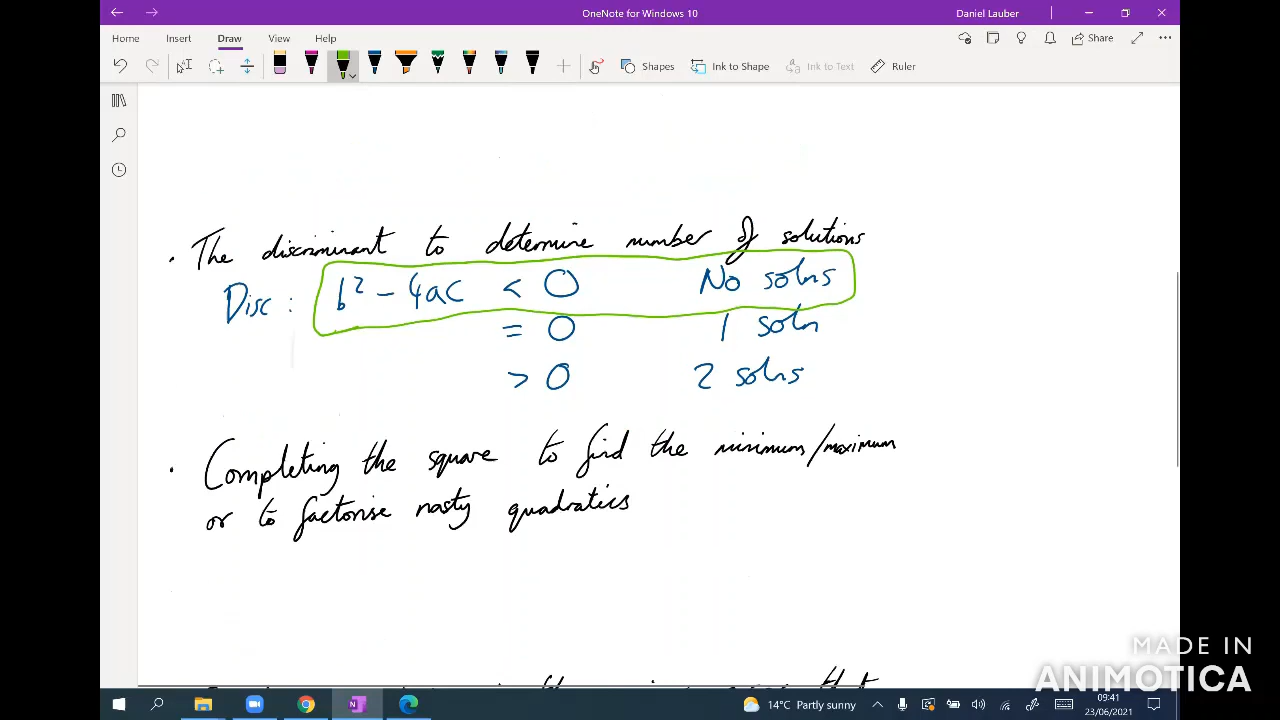 OneNote for Windows 10
Daniel Lauber
Home Insert Draw View Help
Share
Shapes Ink to Shape Ink to Text Ruler
· The discriminant to determine number of solutions
Disc : b² - 4ac < 0 No solns
= 0 1 soln
> 0 2 solns
· Completing the square to find the minimum/maximum
or to factorise nasty quadratics
that
MADE IN
ANIMOTICA
14°C Partly sunny
09:41
23/06/2021